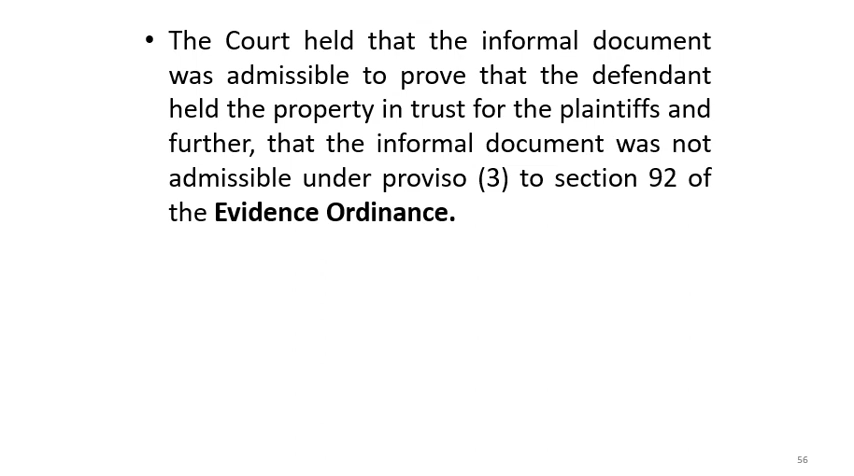 • The Court held that the informal document
was admissible to prove that the defendant
held the property in trust for the plaintiffs and
further, that the informal document was not
admissible under proviso (3) to section 92 of
the Evidence Ordinance.
56